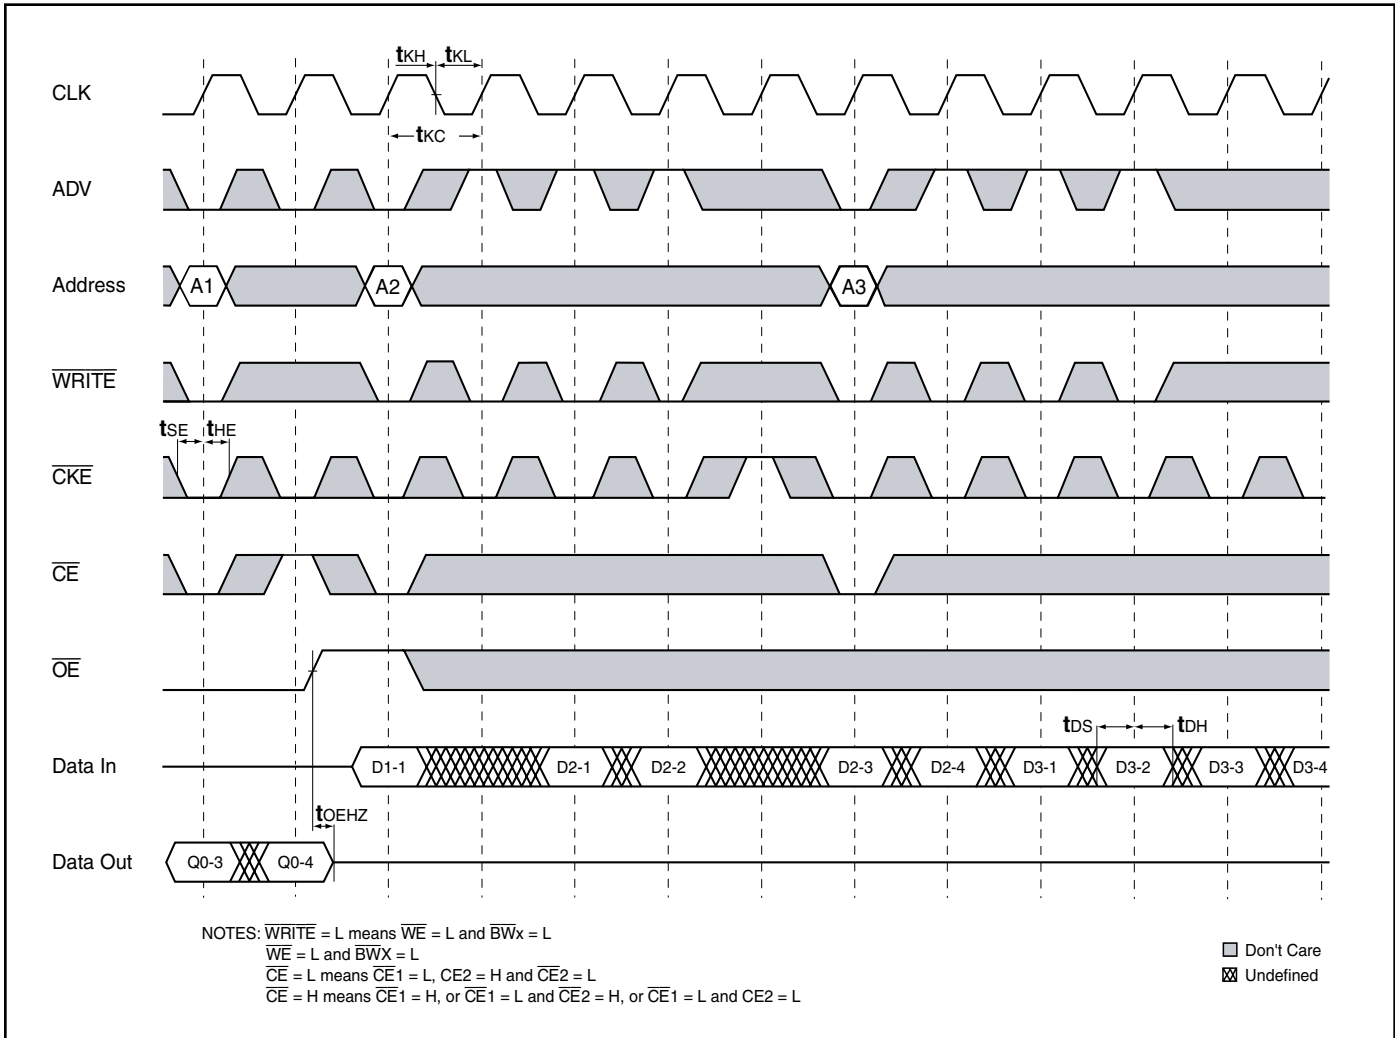 tKH tKL
CLK
tKC
ADV
Address A1 A2 A3
WRITE
tSE tHE
CKE
CE
OE
tDS tDH
Data In D1-1 D2-1 D2-2 D2-3 D2-4 D3-1 D3-2 D3-3 D3-4
tOEHZ
Data Out Q0-3 Q0-4
NOTES: WRITE = L means WE = L and BWx = L
WE = L and BWX = L
CE = L means CE1 = L, CE2 = H and CE2 = L
CE = H means CE1 = H, or CE1 = L and CE2 = H, or CE1 = L and CE2 = L
Don't Care
Undefined